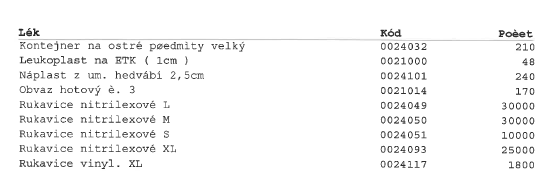 Lék Kód Poèet
Kontejner na ostré pøedmìty velký 0024032 210
Leukoplast na ETK ( 1cm ) 0021000 48
Náplast z um. hedvábí 2,5cm 0024101 240
Obvaz hotový è. 3 0021014 170
Rukavice nitrilexové L 0024049 30000
Rukavice nitrilexové M 0024050 30000
Rukavice nitrilexové S 0024051 10000
Rukavice nitrilexové XL 0024093 25000
Rukavice vinyl. XL 0024117 1800